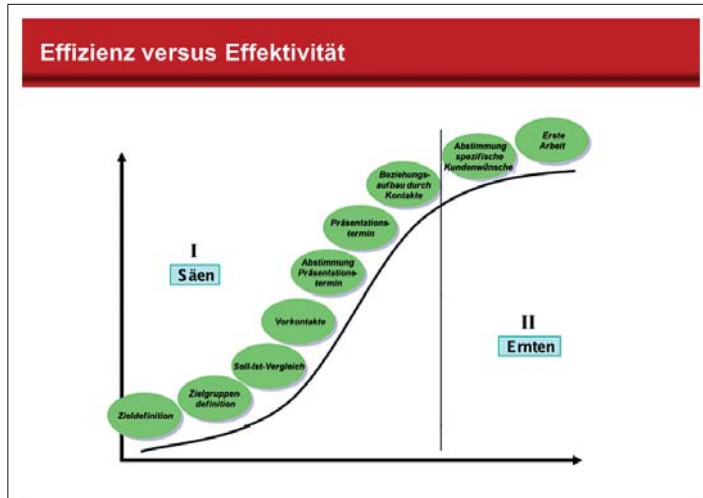 Effizienz versus Effektivität
Erste
Arbeit
Abstimmung
spezifische
Kundenwünsche
Beziehungs-
aufbau durch
Kontakte
Präsentations-
termin
I
Säen
Abstimmung
Präsentations-
termin
Vorkontakte
II
Ernten
Soll-Ist-Vergleich
Zielgruppen
definition
Zieldefinition